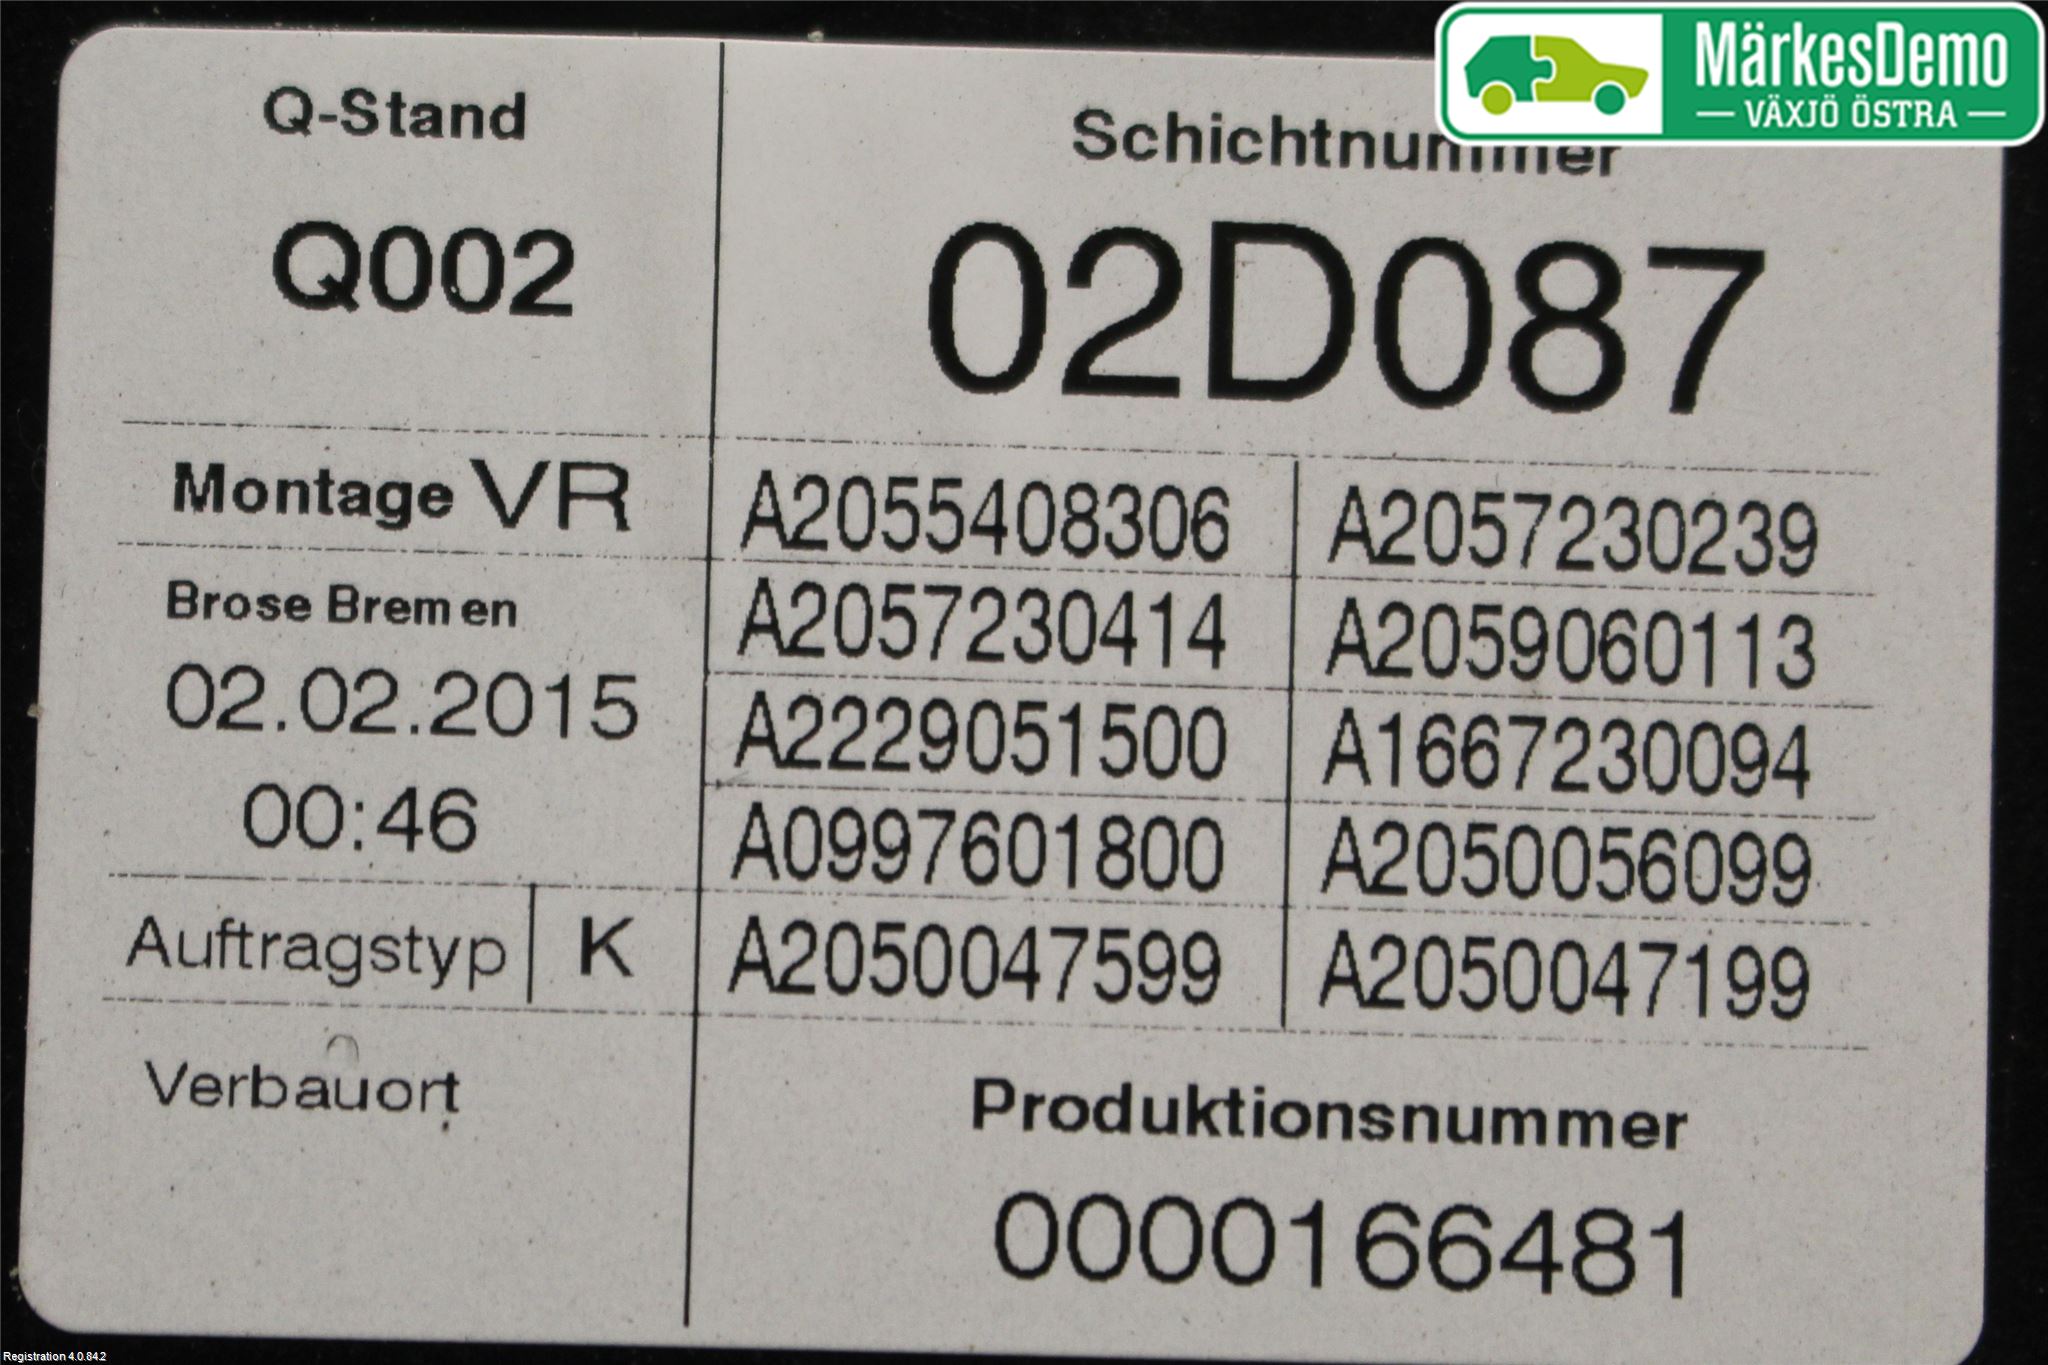 MärkesDemo
VÄXJÖ ÖSTRA
Q-Stand
Schichtnummer
Q002
02D087
Montage VR
A2055408306 A2057230239
Brose Bremen
A2057230414 A2059060113
02.02.2015
A2229051500 A1667230094
00:46
A0997601800 A2050056099
Auftragstyp K
A2050047599 A2050047199
Verbauort
Produktionsnummer
0000166481
Registration 4.0.84.2